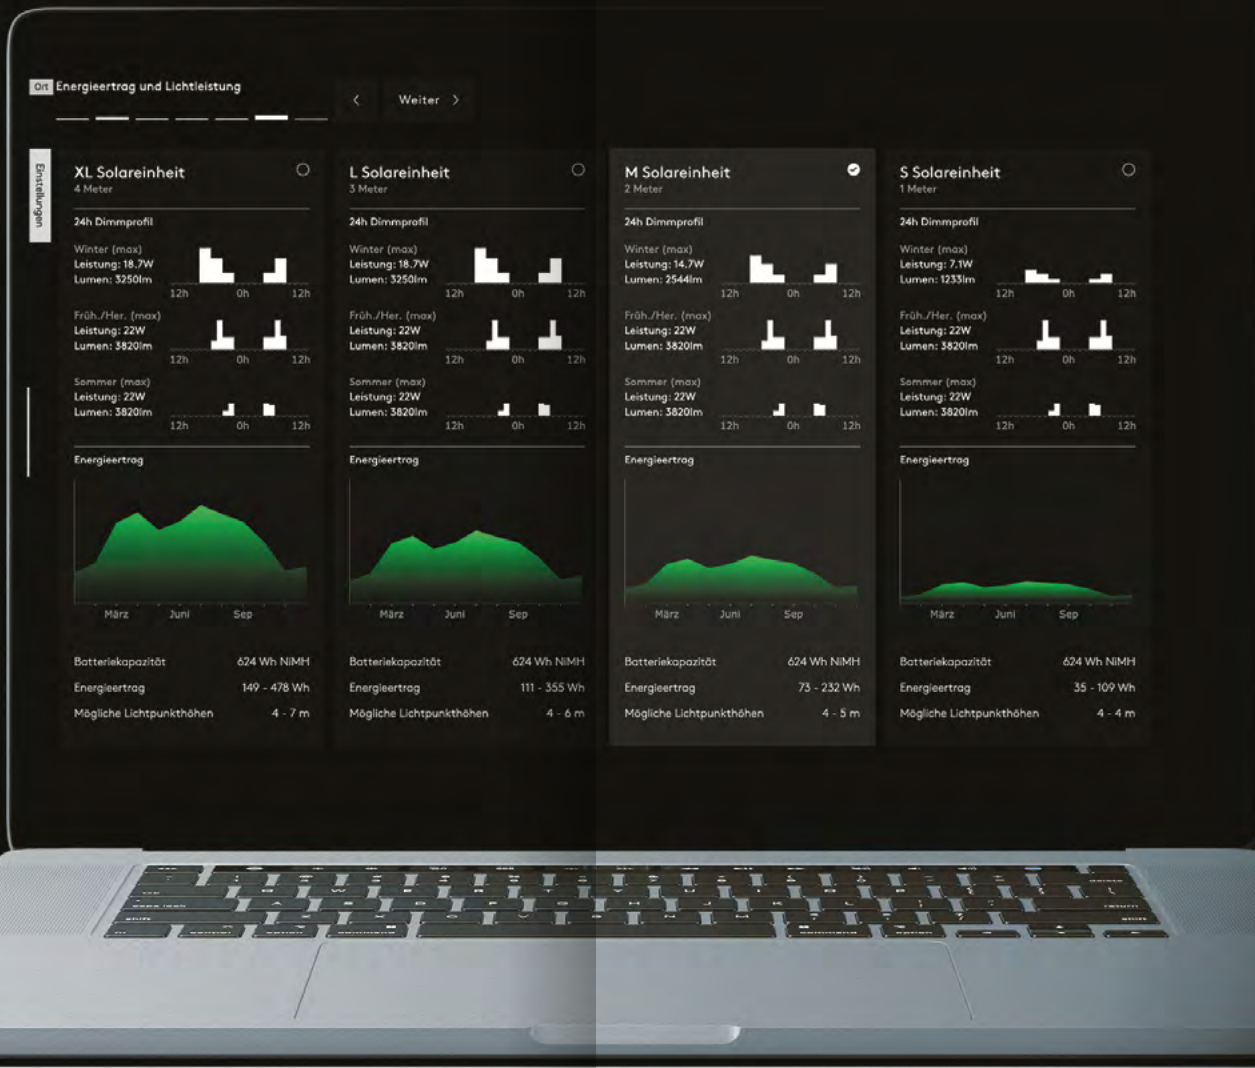 Ort Energieertrag und Lichtleistung
Weiter
Einstellungen
XL Solareinheit
4 Meter
24h Dimmprofil
Winter (max)
Leistung: 18.7W
Lumen: 3250lm
12h 0h 12h
Früh./Her. (max)
Leistung: 22W
Lumen: 3820lm
12h 0h 12h
Sommer (max)
Leistung: 22W
Lumen: 3820lm
12h 0h 12h
Energieertrag
März Juni Sep
Batteriekapazität 624 Wh NiMH
Energieertrag 149 - 478 Wh
Mögliche Lichtpunkthöhen 4 - 7 m
L Solareinheit
3 Meter
24h Dimmprofil
Winter (max)
Leistung: 18.7W
Lumen: 3250lm
12h 0h 12h
Früh./Her. (max)
Leistung: 22W
Lumen: 3820lm
12h 0h 12h
Sommer (max)
Leistung: 22W
Lumen: 3820lm
12h 0h 12h
Energieertrag
März Juni Sep
Batteriekapazität 624 Wh NiMH
Energieertrag 111 - 355 Wh
Mögliche Lichtpunkthöhen 4 - 6 m
M Solareinheit
2 Meter
24h Dimmprofil
Winter (max)
Leistung: 14.7W
Lumen: 2544lm
12h 0h 12h
Früh./Her. (max)
Leistung: 22W
Lumen: 3820lm
12h 0h 12h
Sommer (max)
Leistung: 22W
Lumen: 3820lm
12h 0h 12h
Energieertrag
März Juni Sep
Batteriekapazität 624 Wh NiMH
Energieertrag 73 - 232 Wh
Mögliche Lichtpunkthöhen 4 - 5 m
S Solareinheit
1 Meter
24h Dimmprofil
Winter (max)
Leistung: 7.1W
Lumen: 1233lm
12h 0h 12h
Früh./Her. (max)
Leistung: 22W
Lumen: 3820lm
12h 0h 12h
Sommer (max)
Leistung: 22W
Lumen: 3820lm
12h 0h 12h
Energieertrag
März Juni Sep
Batteriekapazität 624 Wh NiMH
Energieertrag 35 - 109 Wh
Mögliche Lichtpunkthöhen 4 - 4 m